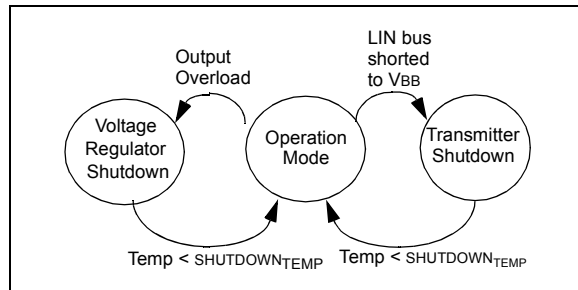 Output
Overload
LIN bus
shorted
to VBB
Voltage
Regulator
Shutdown
Operation
Mode
Transmitter
Shutdown
Temp < SHUTDOWNTEMP
Temp < SHUTDOWNTEMP